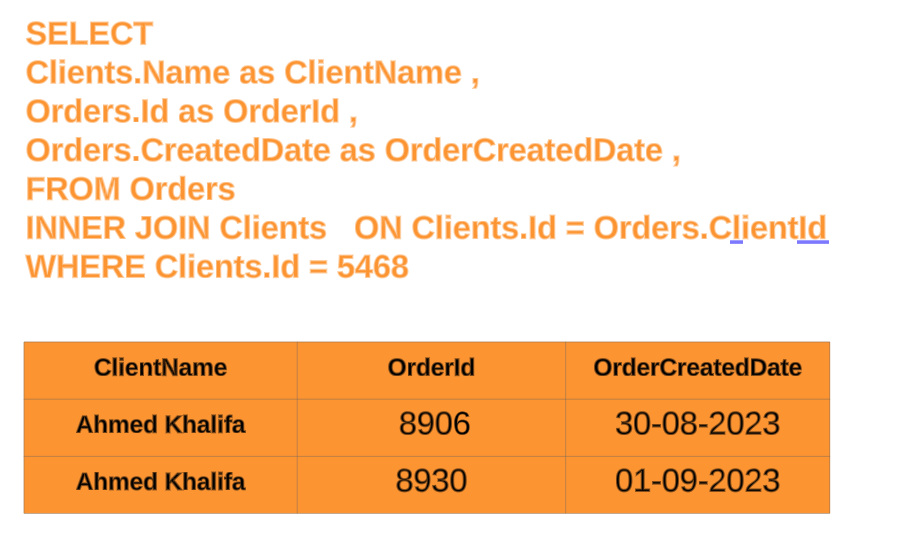 SELECT
Clients.Name as ClientName ,
Orders.Id as OrderId ,
Orders.CreatedDate as OrderCreatedDate ,
FROM Orders
INNER JOIN Clients   ON Clients.Id = Orders.ClientId
WHERE Clients.Id = 5468
ClientName OrderId OrderCreatedDate
Ahmed Khalifa 8906 30-08-2023
Ahmed Khalifa 8930 01-09-2023